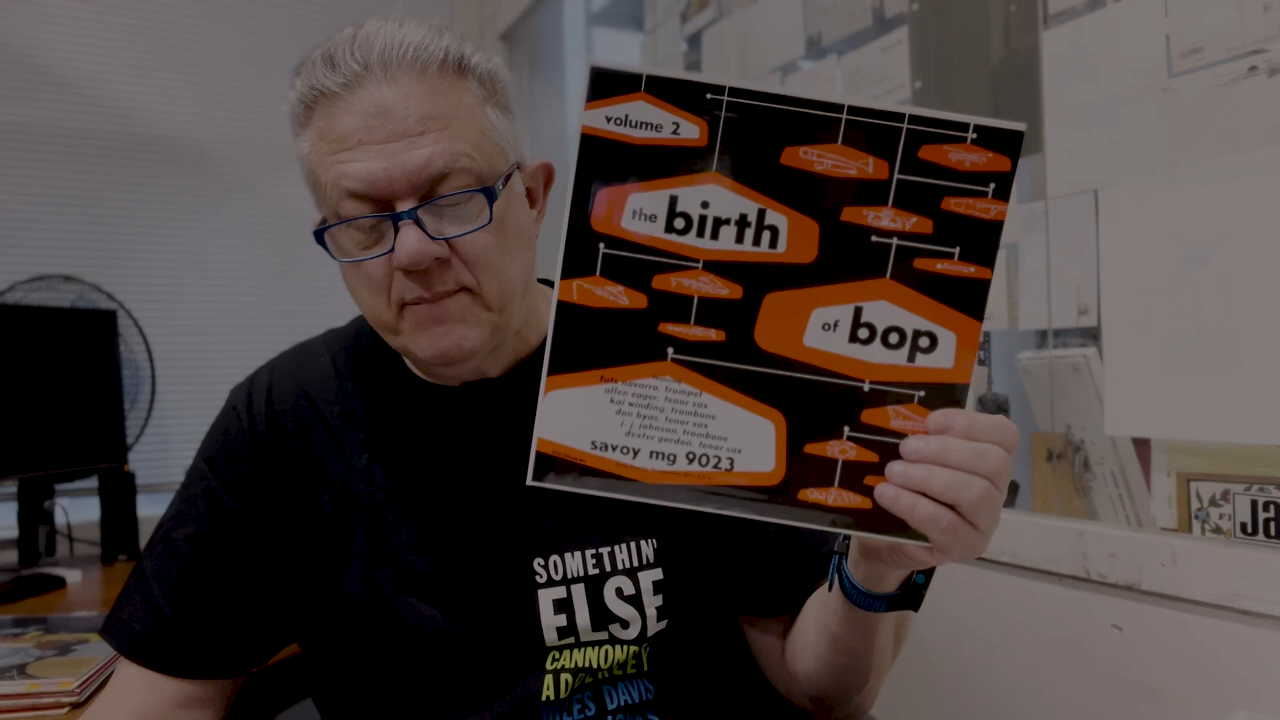 volume 2
the birth
of bop
fats navarro, trumpet
allen eager, tenor sax
kai winding, trombone
don byas, tenor sax
j. j. johnson, trombone
dexter gordon, tenor sax
savoy mg 9023
SOMETHIN'
ELSE
CANNONBALL
ADDERLEY
MILES DAVIS